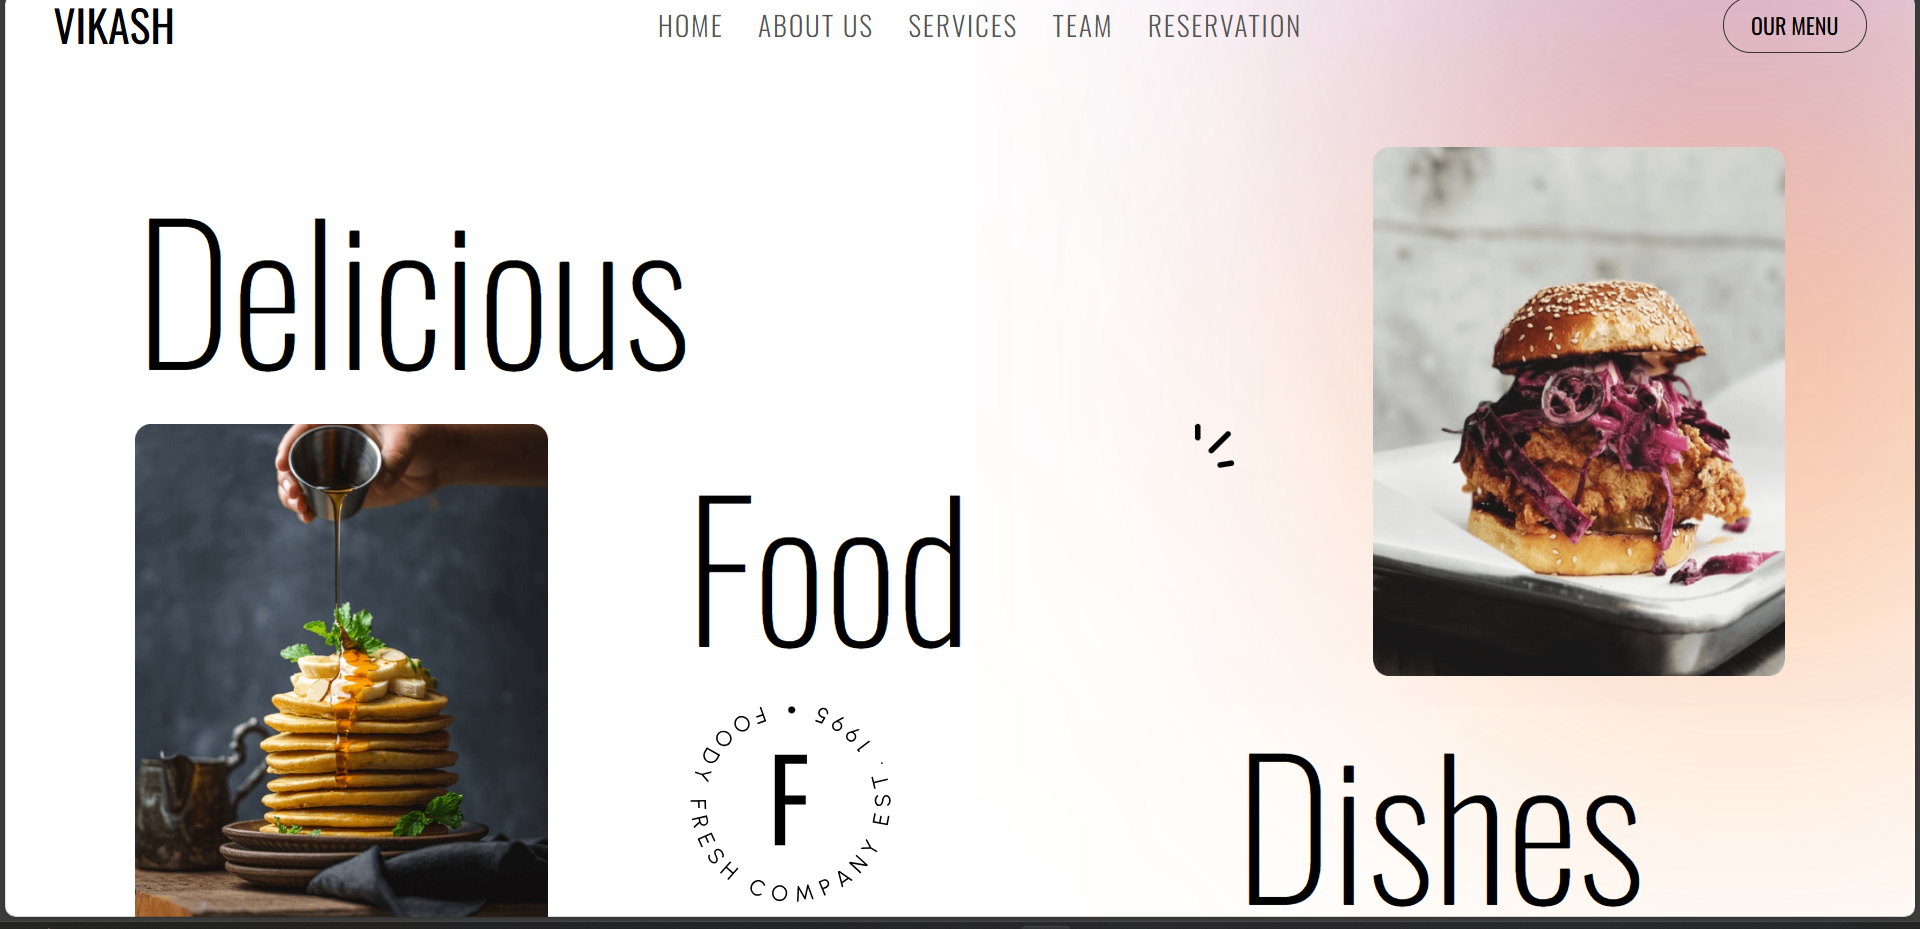 VIKASH
HOME
ABOUT US
SERVICES
TEAM
RESERVATION
OUR MENU
Delicious
Food
FOODY FRESH COMPANY EST . 1995 •
F
Dishes